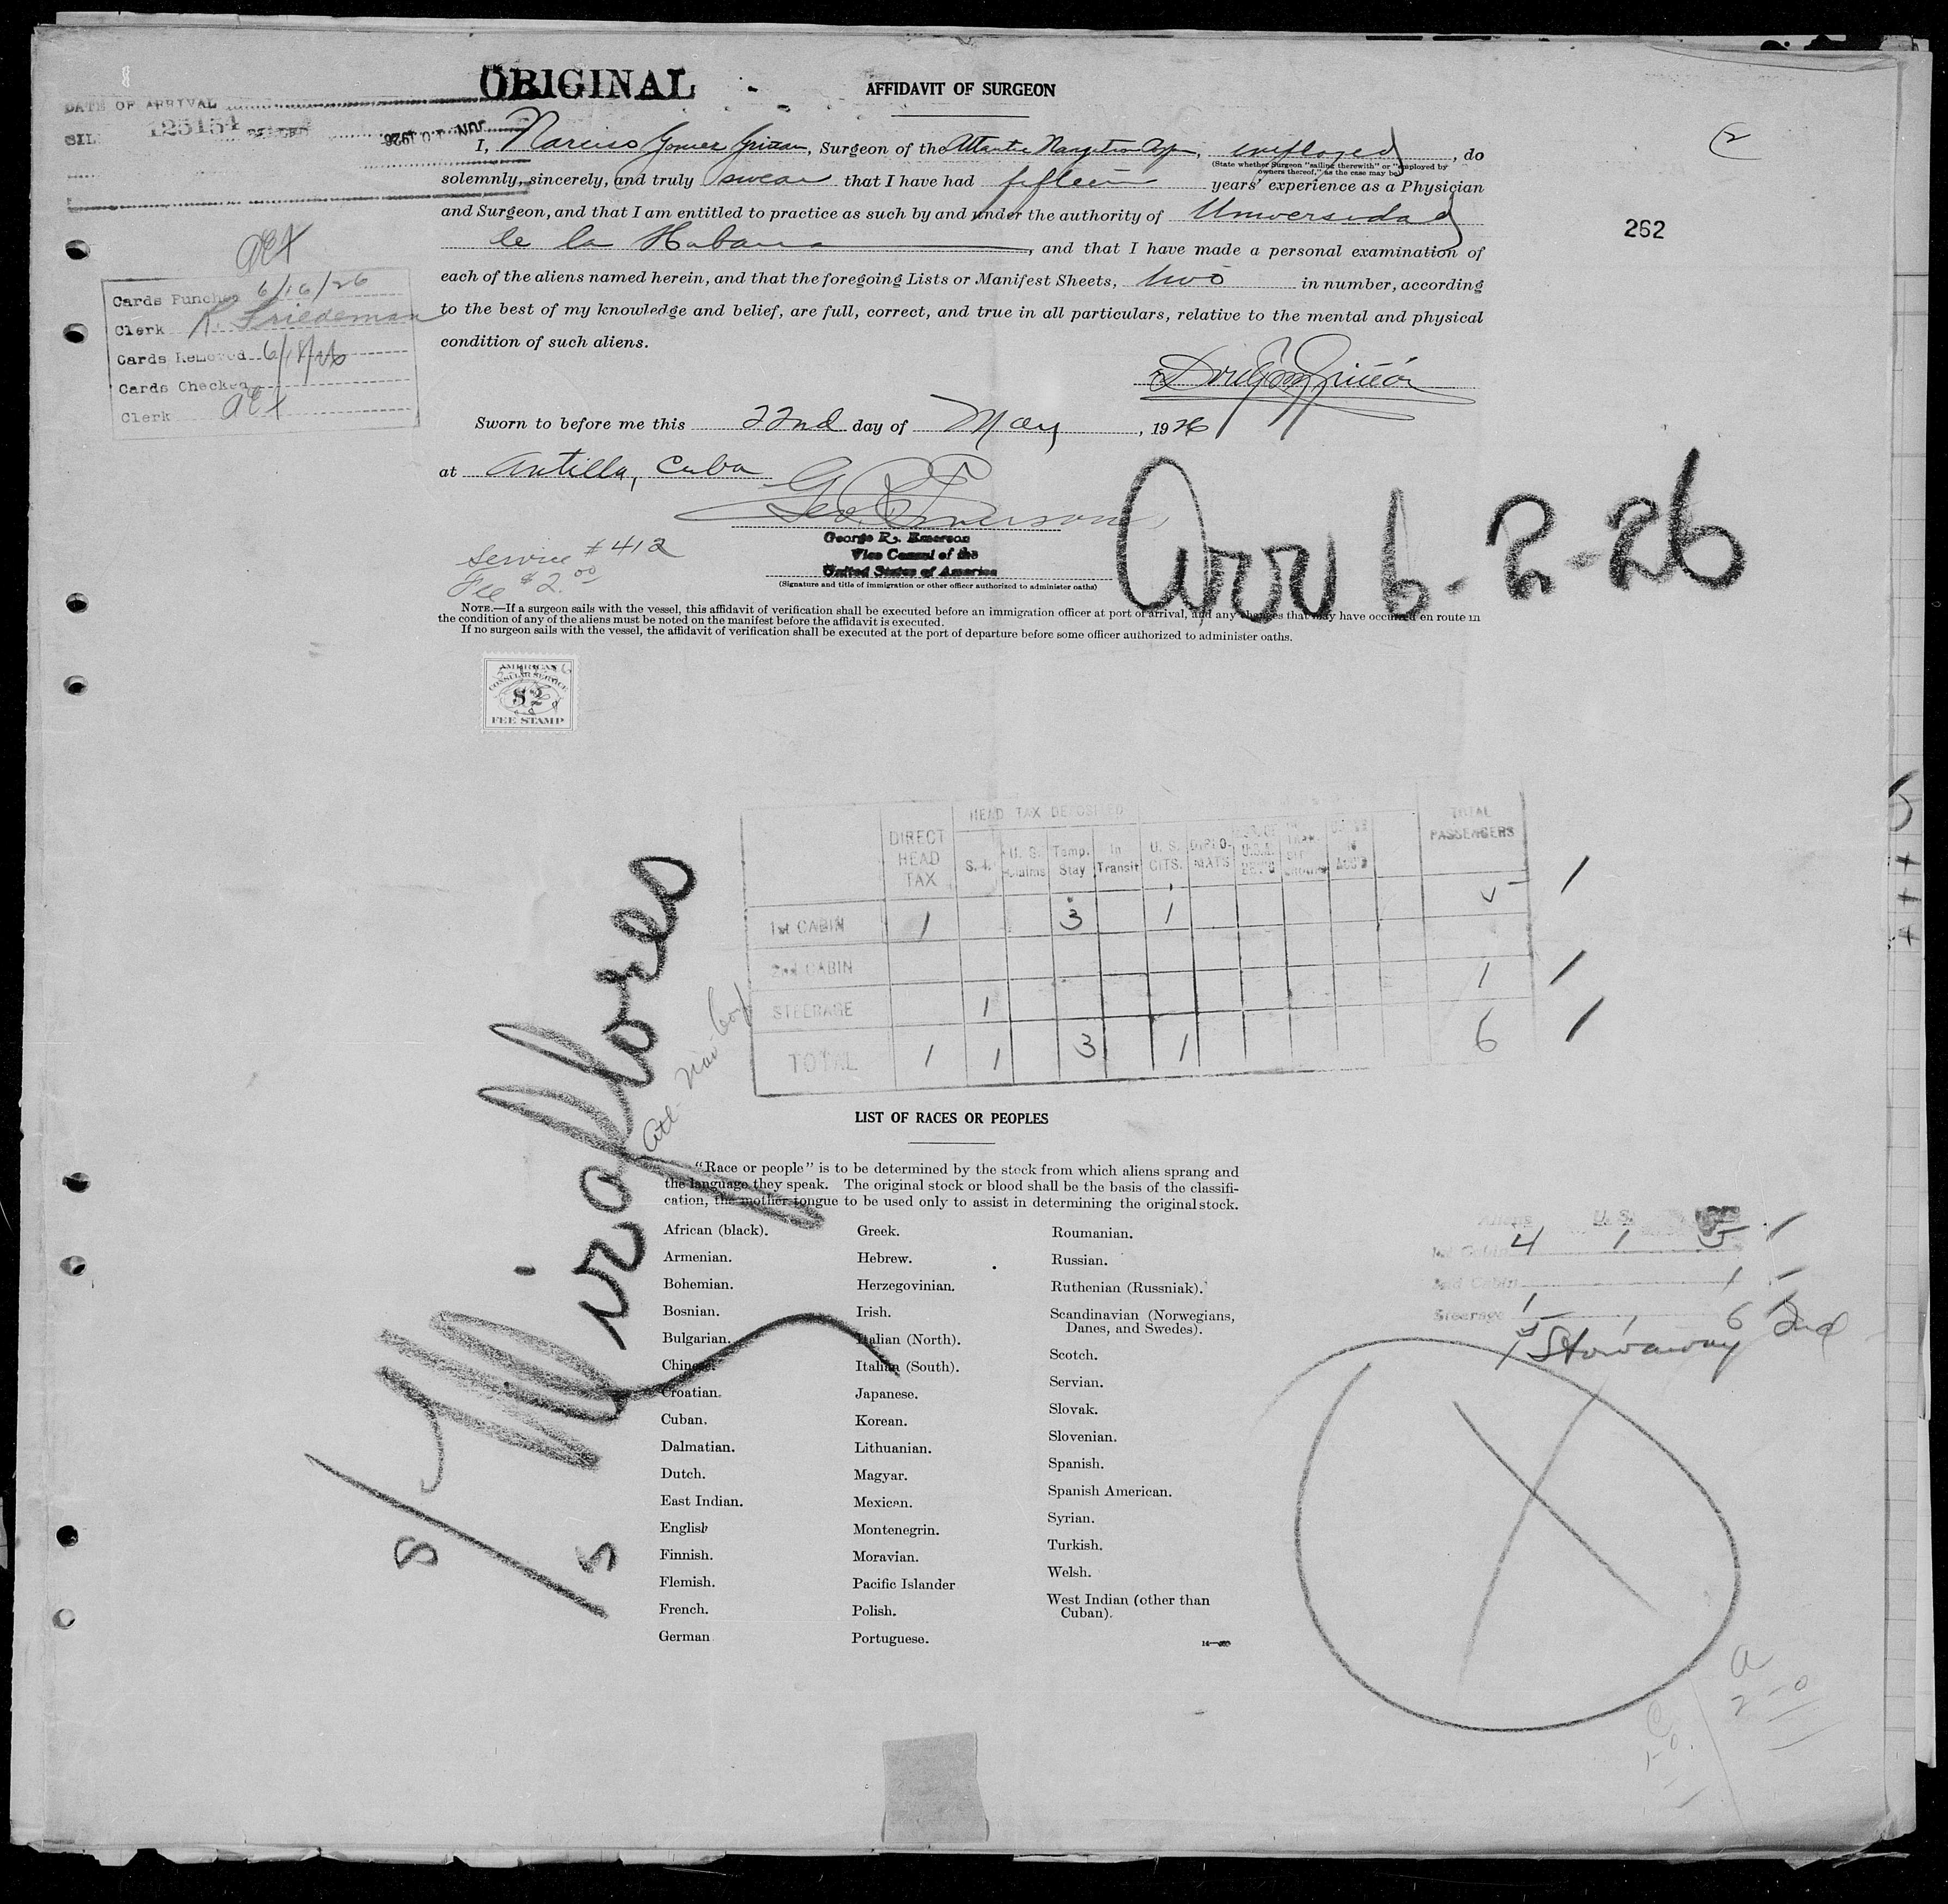 ORIGINAL
AFFIDAVIT OF SURGEON
DATE OF ARRIVAL
125154
JUN 10 1926
2
I, Narciso Gomez, Surgeon of the Atlantic Navigation Corpn, employed, do
(State whether Surgeon "sailing therewith" or "employed by
owners thereof," as the case may be)
solemnly, sincerely, and truly swear that I have had fifteen years' experience as a Physician
and Surgeon, and that I am entitled to practice as such by and under the authority of Universidad
de la Habana, and that I have made a personal examination of
262
each of the aliens named herein, and that the foregoing Lists or Manifest Sheets, two in number, according
to the best of my knowledge and belief, are full, correct, and true in all particulars, relative to the mental and physical
condition of such aliens.
Cards Punched 6/16/26
Clerk R. Friedeman
Cards Removed
Cards Checked
Clerk
Sworn to before me this 22nd day of May, 1926
at Antilla, Cuba
Geo. R. Emerson
George R. Emerson
Vice Consul of the
United States of America
(Signature and title of immigration or other officer authorized to administer oaths)
Service #412
Fee $2.00
Arr 6-2-26
NOTE.—If a surgeon sails with the vessel, this affidavit of verification shall be executed before an immigration officer at port of arrival, and any changes that may have occurred en route in
the condition of any of the aliens must be noted on the manifest before the affidavit is executed.
If no surgeon sails with the vessel, the affidavit of verification shall be executed at the port of departure before some officer authorized to administer oaths.
AMERICAN
CONSULAR SERVICE
$2
FEE STAMP
HEAD TAX DEPOSITED
DIRECT HEAD TAX
U. S. Claims
Temp. Stay
In Transit
U. S. CITS.
DIPLO-MATS
TOTAL PASSENGERS
1st CABIN 1 3 1
2nd CABIN
STEERAGE 1 1
TOTAL 1 1 3 1 6
S/S Miraflores
Atl. Nav. Corp
LIST OF RACES OR PEOPLES
"Race or people" is to be determined by the stock from which aliens sprang and
the language they speak. The original stock or blood shall be the basis of the classifi-
cation, the mother tongue to be used only to assist in determining the original stock.
African (black).
Armenian.
Bohemian.
Bosnian.
Bulgarian.
Chinese.
Croatian.
Cuban.
Dalmatian.
Dutch.
East Indian.
English
Finnish.
Flemish.
French.
German
Greek.
Hebrew.
Herzegovinian.
Irish.
Italian (North).
Italian (South).
Japanese.
Korean.
Lithuanian.
Magyar.
Mexican.
Montenegrin.
Moravian.
Pacific Islander
Polish.
Portuguese.
Roumanian.
Russian.
Ruthenian (Russniak).
Scandinavian (Norwegians,
Danes, and Swedes).
Scotch.
Servian.
Slovak.
Slovenian.
Spanish.
Spanish American.
Syrian.
Turkish.
Welsh.
West Indian (other than
Cuban).
Aliens U. S.
1st Cabin 4 1 5
2nd Cabin
Steerage 1 1
6
Stowaway